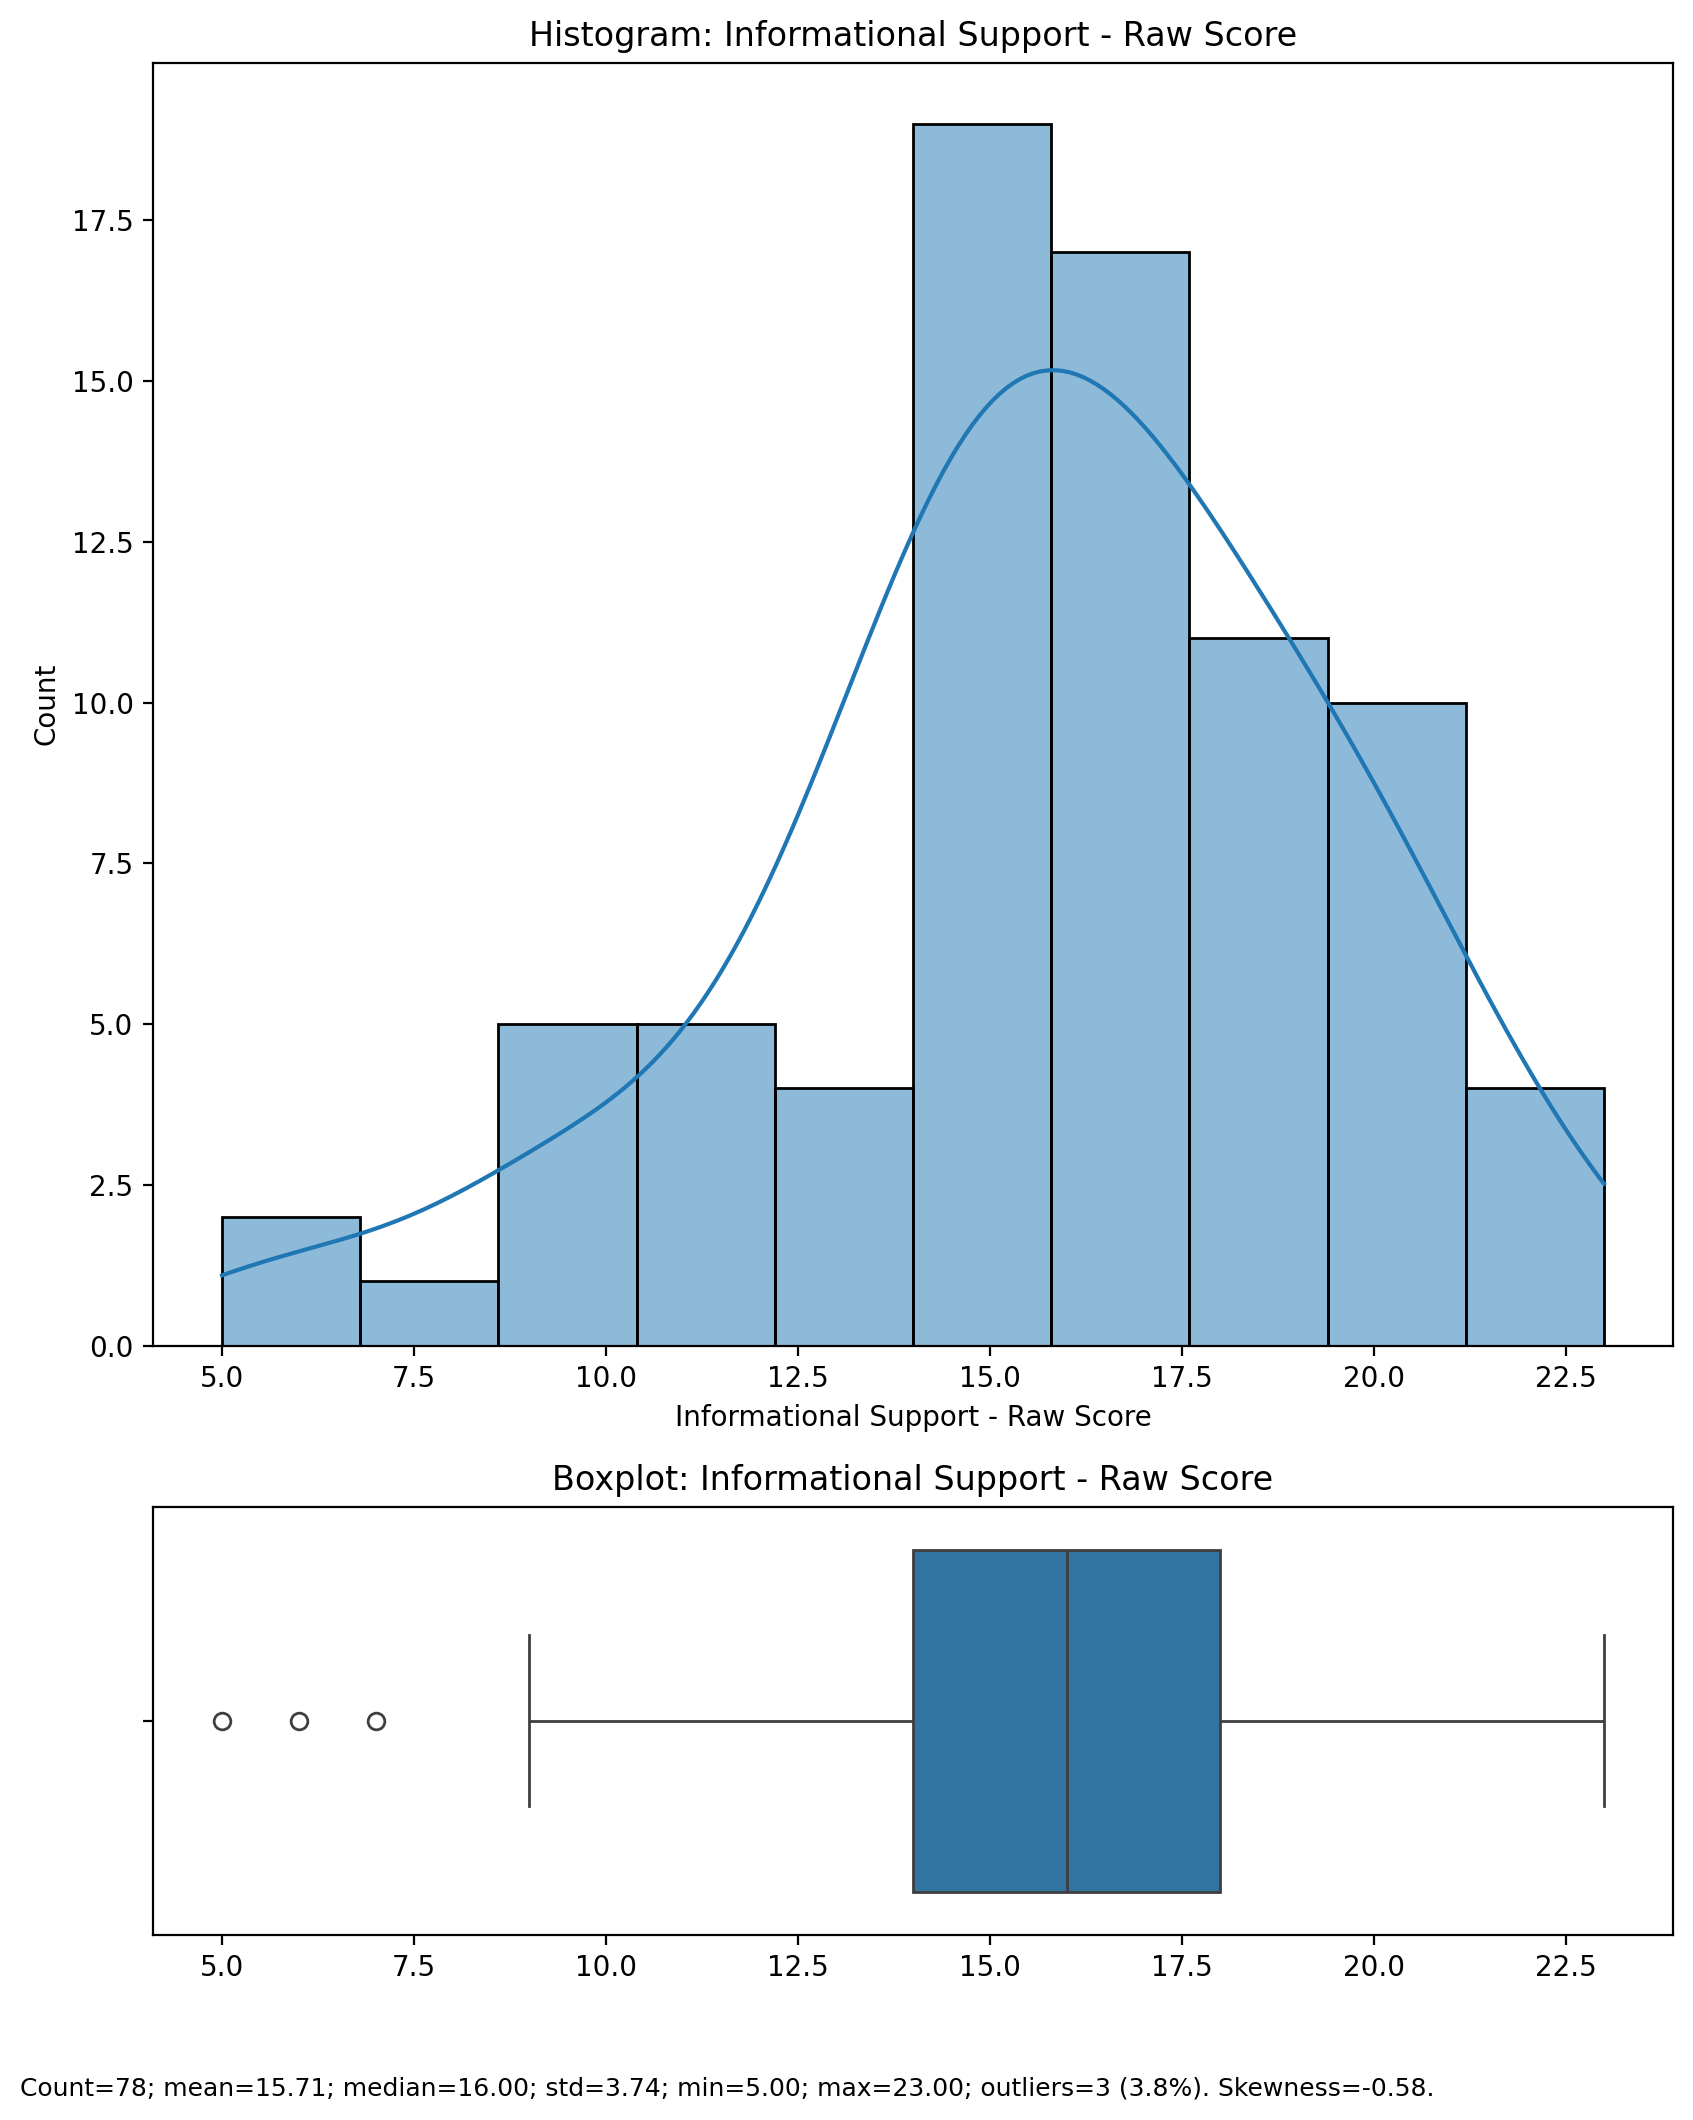 Histogram: Informational Support - Raw Score
17.5
15.0
12.5
10.0
7.5
5.0
2.5
0.0
Count
5.0 7.5 10.0 12.5 15.0 17.5 20.0 22.5
Informational Support - Raw Score
Boxplot: Informational Support - Raw Score
5.0 7.5 10.0 12.5 15.0 17.5 20.0 22.5
Count=78; mean=15.71; median=16.00; std=3.74; min=5.00; max=23.00; outliers=3 (3.8%). Skewness=-0.58.